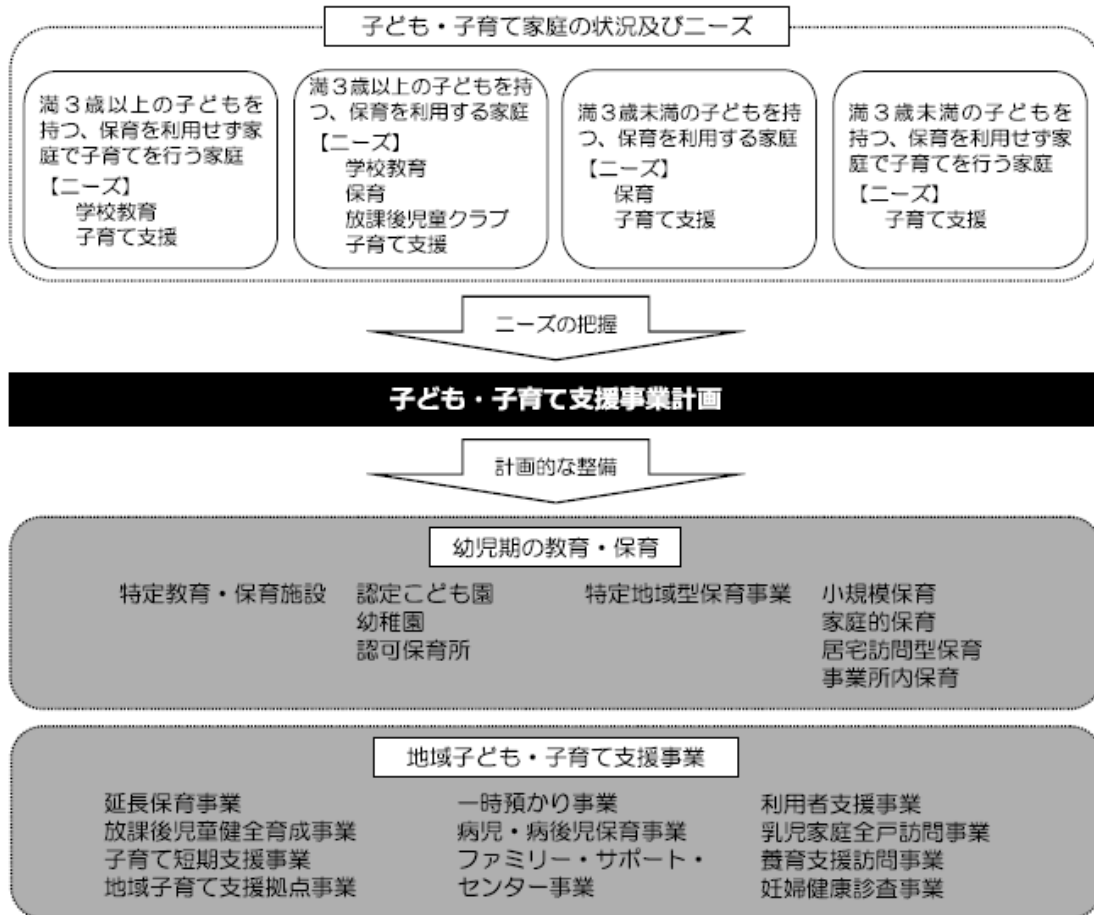 子ども・子育て家庭の状況及びニーズ
満３歳以上の子どもを
持つ、保育を利用せず家
庭で子育てを行う家庭
【ニーズ】
学校教育
子育て支援
満３歳以上の子どもを持
つ、保育を利用する家庭
【ニーズ】
学校教育
保育
放課後児童クラブ
子育て支援
満３歳未満の子どもを持
つ、保育を利用する家庭
【ニーズ】
保育
子育て支援
満３歳未満の子どもを
持つ、保育を利用せず家
庭で子育てを行う家庭
【ニーズ】
子育て支援
ニーズの把握
子ども・子育て支援事業計画
計画的な整備
幼児期の教育・保育
特定教育・保育施設
認定こども園
幼稚園
認可保育所
特定地域型保育事業
小規模保育
家庭的保育
居宅訪問型保育
事業所内保育
地域子ども・子育て支援事業
延長保育事業
放課後児童健全育成事業
子育て短期支援事業
地域子育て支援拠点事業
一時預かり事業
病児・病後児保育事業
ファミリー・サポート・
センター事業
利用者支援事業
乳児家庭全戸訪問事業
養育支援訪問事業
妊婦健康診査事業